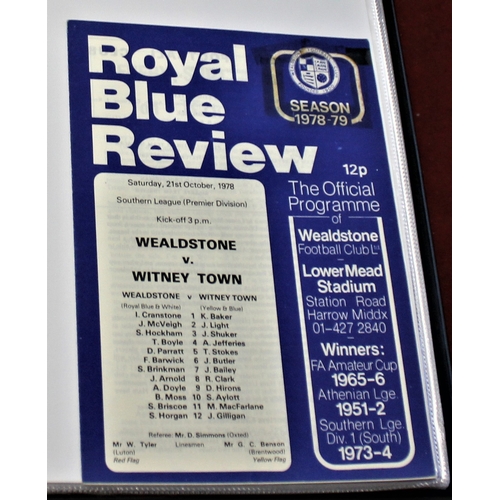 Royal
Blue
Review
SEASON
1978-79
12p
Saturday, 21st October, 1978
Southern League (Premier Division)
Kick-off 3 p.m.
WEALDSTONE
v.
WITNEY TOWN
WEALDSTONE v WITNEY TOWN
(Royal Blue & White) (Yellow & Blue)
I. Cranstone 1 K. Baker
J. McVeigh 2 J. Light
S. Hockham 3 J. Shuker
T. Boyle 4 A. Jefferies
D. Parratt 5 T. Stokes
F. Barwick 6 J. Butler
S. Brinkman 7 J. Bailey
J. Arnold 8 R. Clark
A. Doyle 9 D. Hirons
B. Moss 10 S. Aylott
S. Briscoe 11 M. MacFarlane
S. Horgan 12 J. Gilligan
Referee: Mr. D. Simmons (Oxted)
Mr W. Tyler Linesmen Mr G. C. Benson
(Luton) (Brentwood)
Red Flag Yellow Flag
The Official
Programme
of
Wealdstone
Football Club Ltd
Lower Mead
Stadium
Station Road
Harrow Middx
01-427 2840
Winners:
FA Amateur Cup
1965-6
Athenian Lge.
1951-2
Southern Lge.
Div. 1 (South)
1973-4